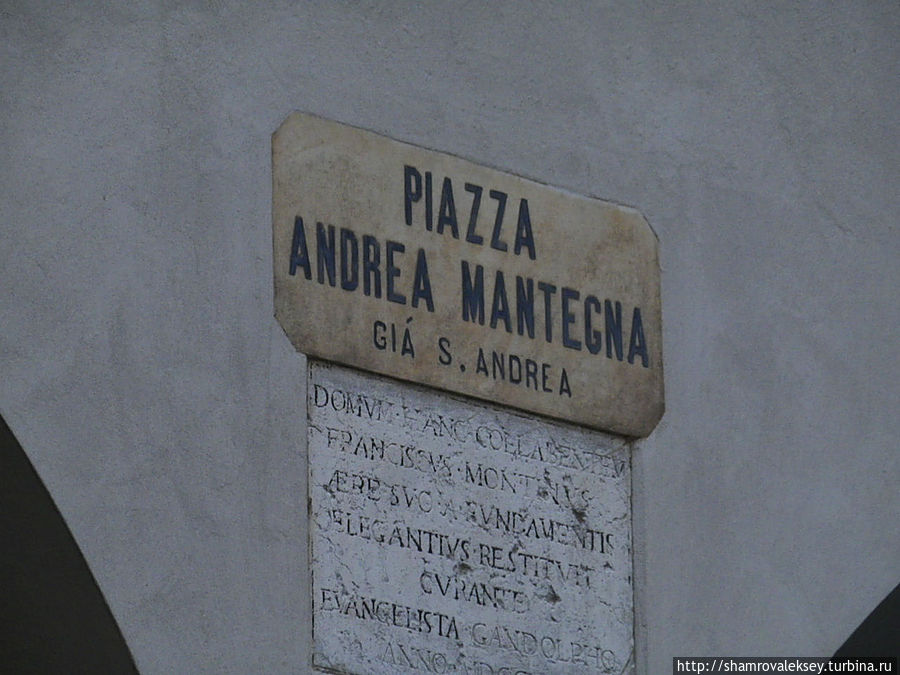 PIAZZA
ANDREA MANTEGNA
GIÁ S. ANDREA
DOMVM · HANC · COLLABENTEM
FRANCISCVS · MONTINVS
ÆRE SVO A FVNDAMENTIS
ELEGANTIVS · RESTITVIT
CVRANTE
EVANGELISTA GANDOLPHO
ANNO
http://shamrovaleksey.turbina.ru